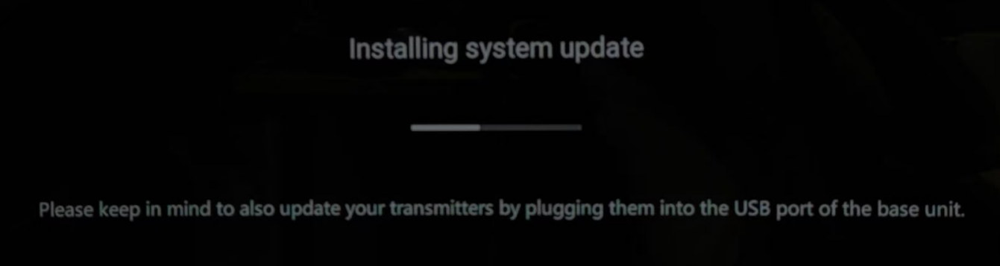 Installing system update
Please keep in mind to also update your transmitters by plugging them into the USB port of the base unit.